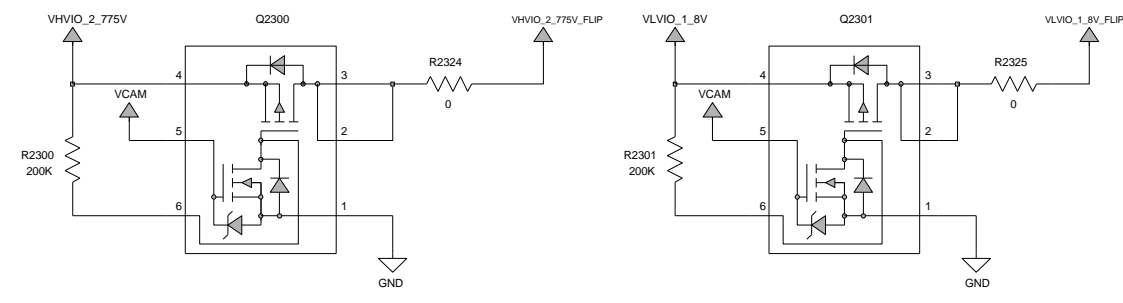 VHVIO_2_775V
Q2300
VHVIO_2_775V_FLIP
R2324
4
3
0
VCAM
5
2
R2300
200K
6
1
GND
VLVIO_1_8V
Q2301
VLVIO_1_8V_FLIP
R2325
4
3
0
VCAM
5
2
R2301
200K
6
1
GND